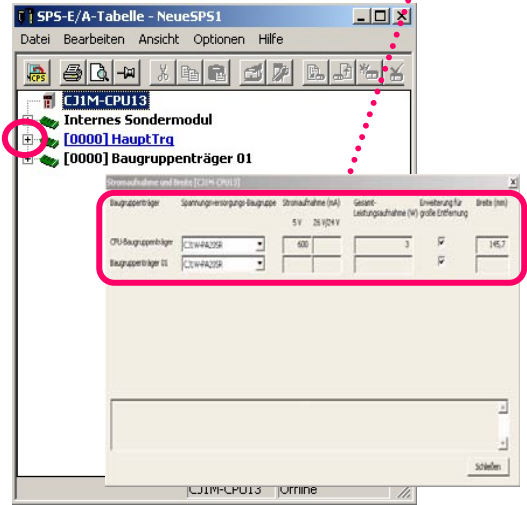 SPS-E/A-Tabelle - NeueSPS1
Datei Bearbeiten Ansicht Optionen Hilfe
CJ1M-CPU13
Internes Sondermodul
[0000] HauptTrg
[0000] Baugruppenträger 01
Stromaufnahme und Breite [CJ1M-CPU13]
Baugruppenträger Spannungsversorgungs-Baugruppe Stromaufnahme (mA) Gesamt- Erweiterung für Breite (mm)
Leistungsaufnahme (W) große Entfernung
5 V 26 V/24 V
CPU-Baugruppenträger CJ1W-PA205R 600 3 145,7
Baugruppenträger 01 CJ1W-PA205R
Schließen
CJ1M-CPU13 Offline